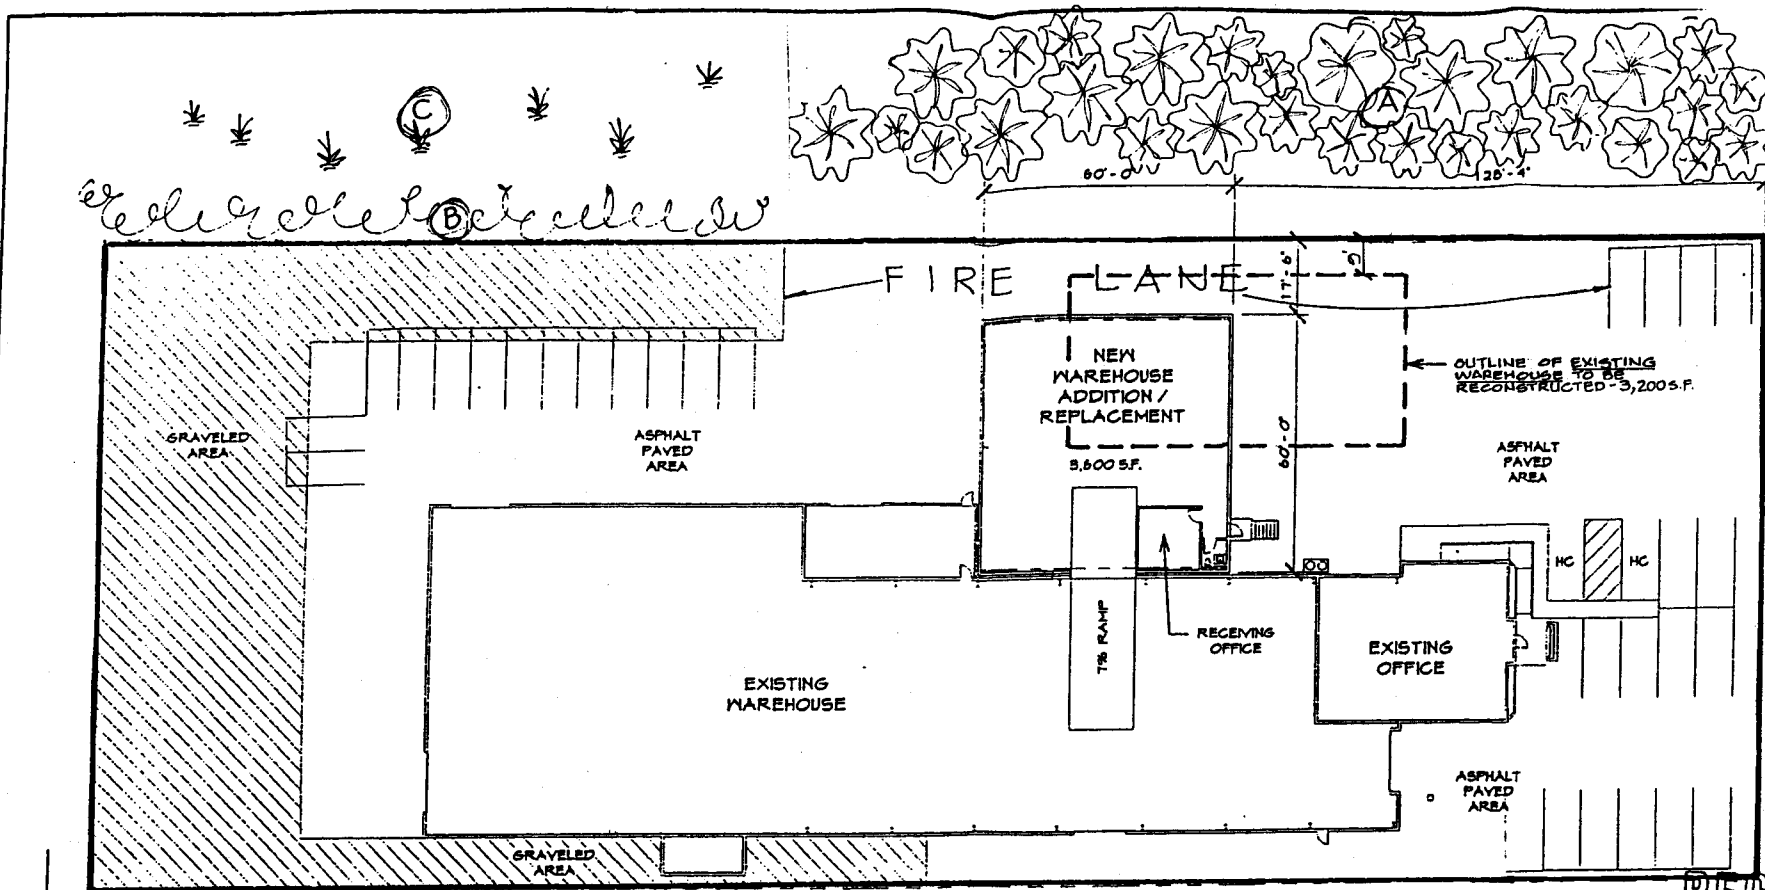 C
A
B
60'-0"
128'-4"
FIRE LANE
17'-6"
9'
NEW
WAREHOUSE
ADDITION /
REPLACEMENT
3,600 S.F.
OUTLINE OF EXISTING
WAREHOUSE TO BE
RECONSTRUCTED - 3,200 S.F.
GRAVELED
AREA
ASPHALT
PAVED
AREA
60'-0"
ASPHALT
PAVED
AREA
HC
HC
7% RAMP
RECEIVING
OFFICE
EXISTING
OFFICE
EXISTING
WAREHOUSE
ASPHALT
PAVED
AREA
GRAVELED
AREA